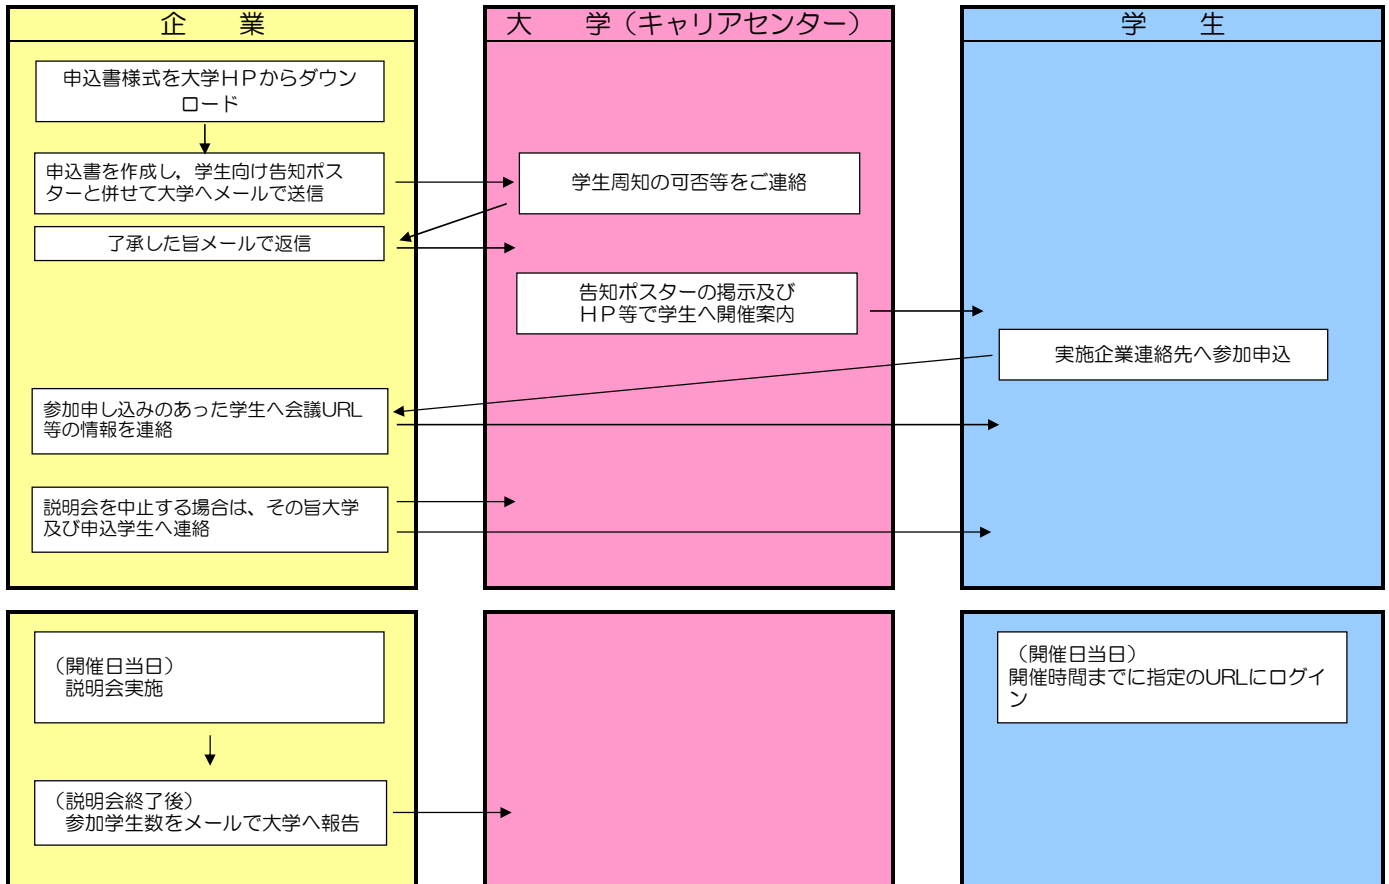 企　業
大　学（キャリアセンター）
学　生
申込書様式を大学ＨＰからダウン
ロード
申込書を作成し，学生向け告知ポス
ターと併せて大学へメールで送信
学生周知の可否等をご連絡
了承した旨メールで返信
告知ポスターの掲示及び
ＨＰ等で学生へ開催案内
実施企業連絡先へ参加申込
参加申し込みのあった学生へ会議URL
等の情報を連絡
説明会を中止する場合は、その旨大学
及び申込学生へ連絡
（開催日当日）
説明会実施
（開催日当日）
開催時間までに指定のURLにログイ
ン
（説明会終了後）
参加学生数をメールで大学へ報告